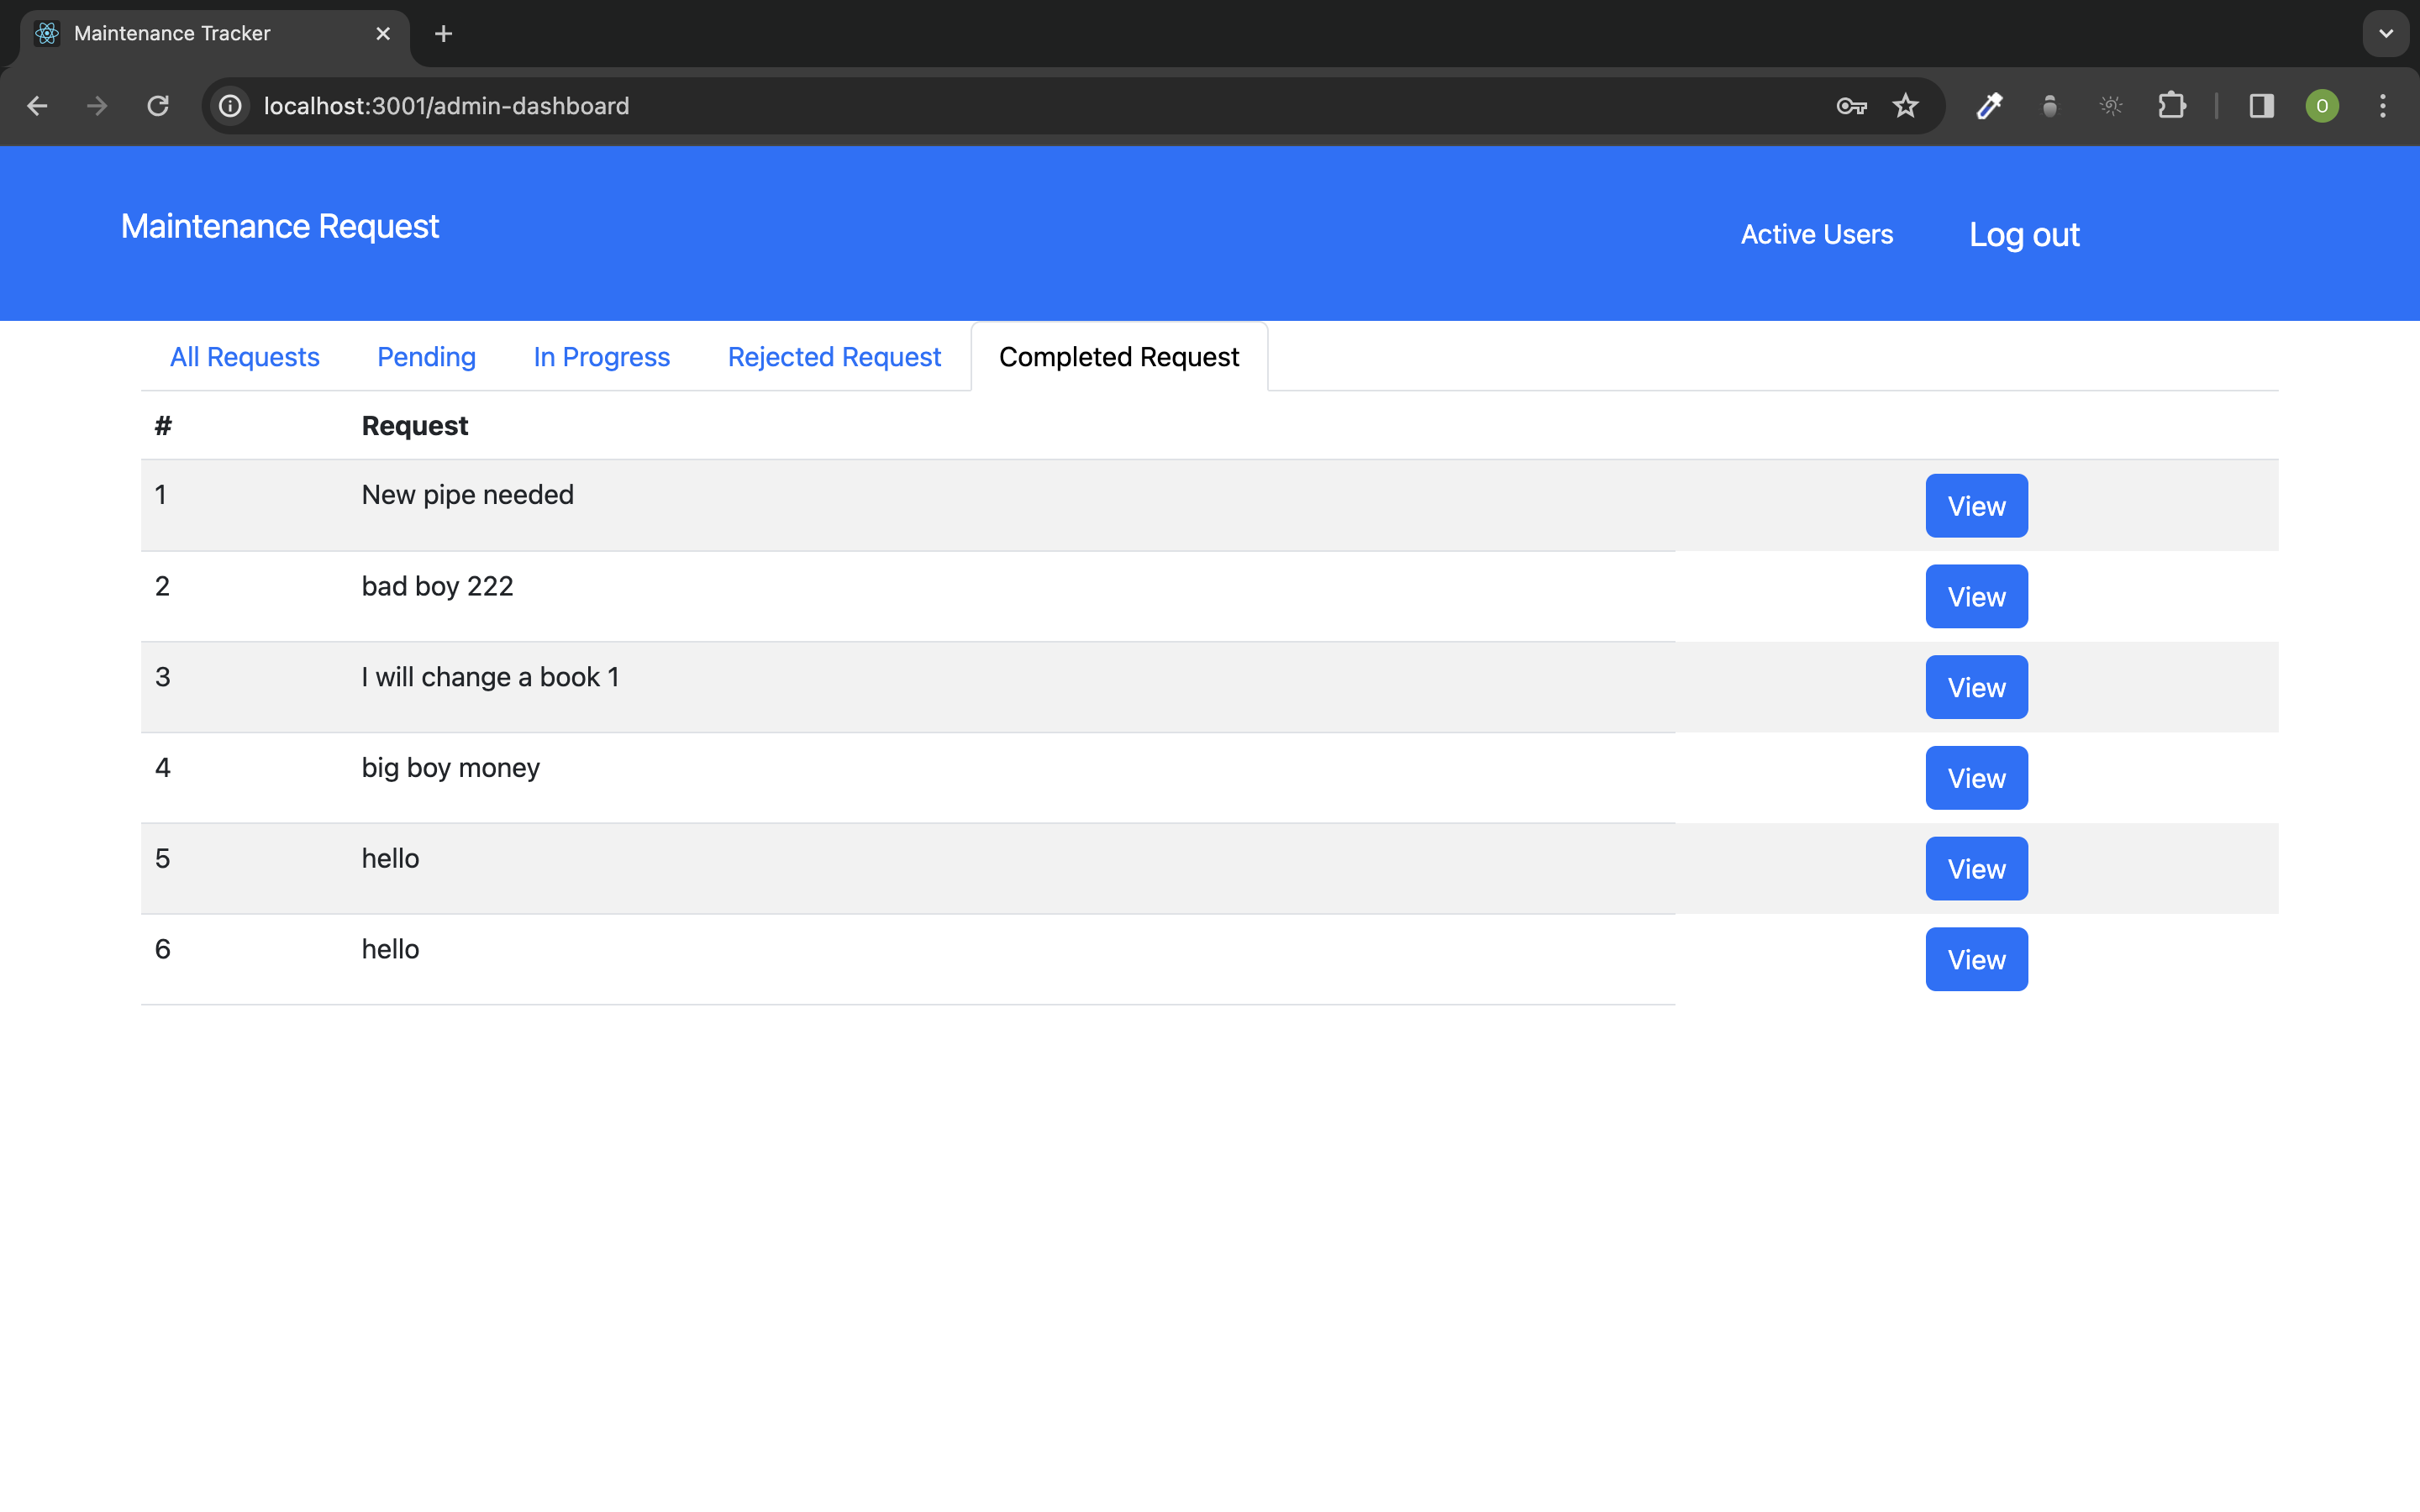 Maintenance Tracker
localhost:3001/admin-dashboard
O
Maintenance Request
Active Users
Log out
All Requests
Pending
In Progress
Rejected Request
Completed Request
# Request
1 New pipe needed View
2 bad boy 222 View
3 I will change a book 1 View
4 big boy money View
5 hello View
6 hello View